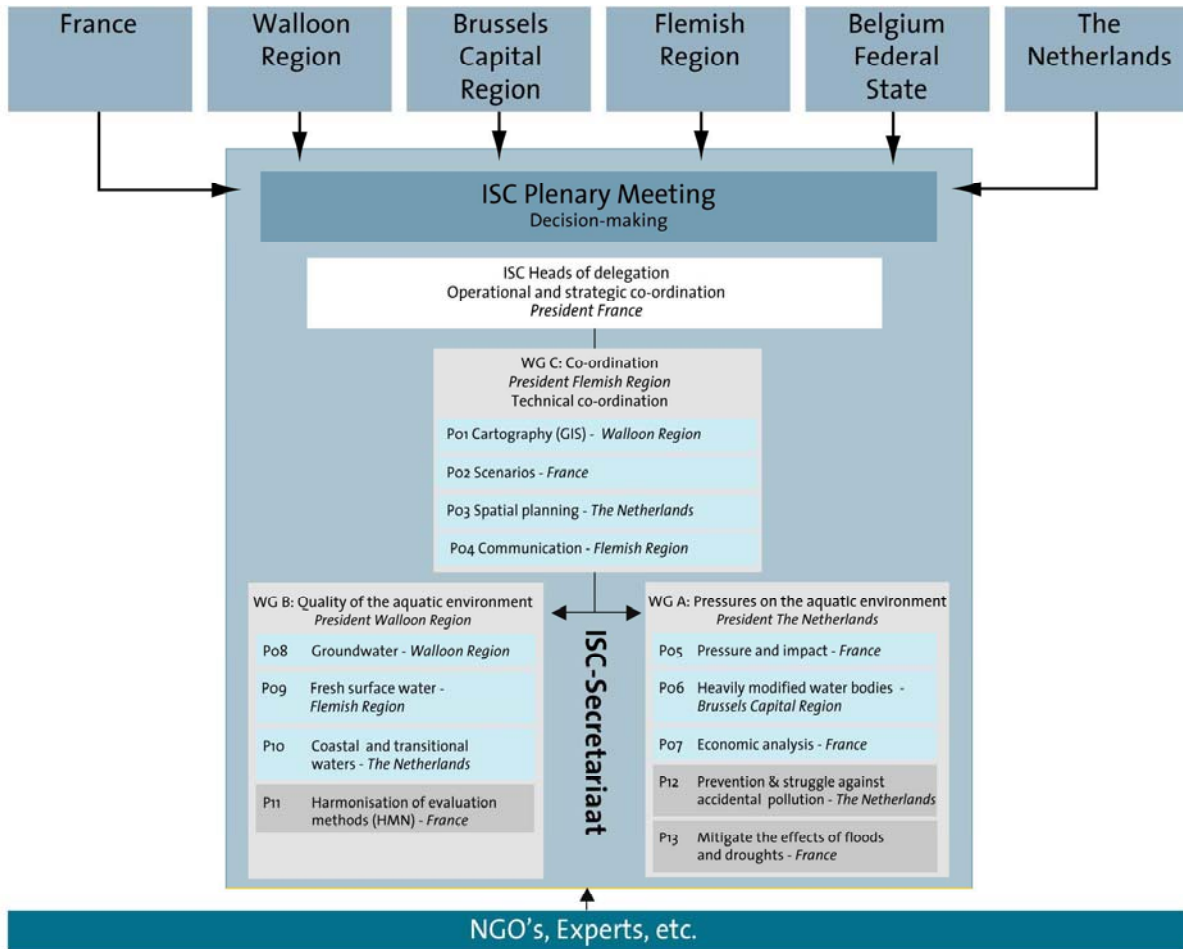 France
Walloon
Region
Brussels
Capital
Region
Flemish
Region
Belgium
Federal
State
The
Netherlands
ISC Plenary Meeting
Decision-making
ISC Heads of delegation
Operational and strategic co-ordination
President France
WG C: Co-ordination
President Flemish Region
Technical co-ordination
P01 Cartography (GIS) - Walloon Region
P02 Scenarios - France
P03 Spatial planning - The Netherlands
P04 Communication - Flemish Region
WG B: Quality of the aquatic environment
President Walloon Region
P08 Groundwater - Walloon Region
P09 Fresh surface water -
Flemish Region
P10 Coastal and transitional
waters - The Netherlands
P11 Harmonisation of evaluation
methods (HMN) - France
ISC-Secretariaat
WG A: Pressures on the aquatic environment
President The Netherlands
P05 Pressure and impact - France
P06 Heavily modified water bodies -
Brussels Capital Region
P07 Economic analysis - France
P12 Prevention & struggle against
accidental pollution - The Netherlands
P13 Mitigate the effects of floods
and droughts - France
NGO's, Experts, etc.